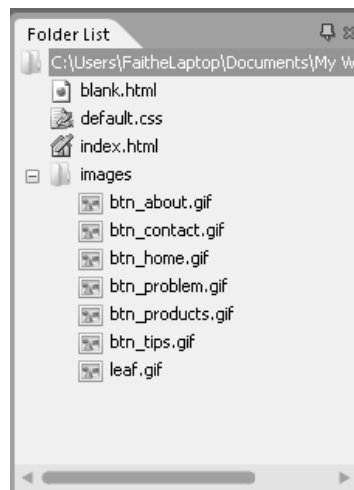 Folder List
C:\Users\FaitheLaptop\Documents\My W
blank.html
default.css
index.html
images
btn_about.gif
btn_contact.gif
btn_home.gif
btn_problem.gif
btn_products.gif
btn_tips.gif
leaf.gif